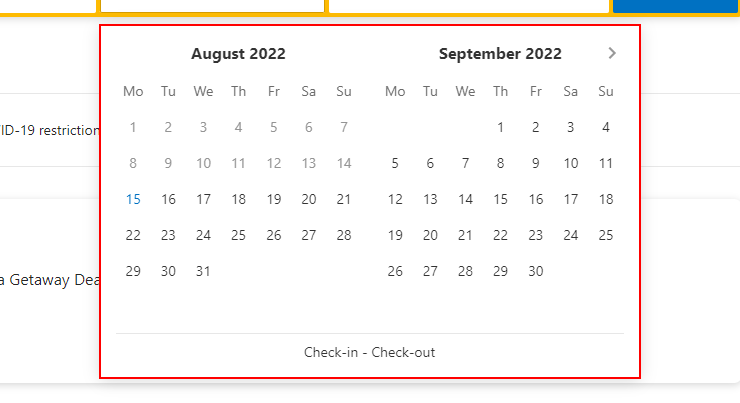 August 2022 September 2022
Mo Tu We Th Fr Sa Su Mo Tu We Th Fr Sa Su
1 2 3 4 5 6 7 1 2 3 4
ID-19 restriction
8 9 10 11 12 13 14 5 6 7 8 9 10 11
15 16 17 18 19 20 21 12 13 14 15 16 17 18
22 23 24 25 26 27 28 19 20 21 22 23 24 25
29 30 31 26 27 28 29 30
a Getaway Dea
Check-in - Check-out